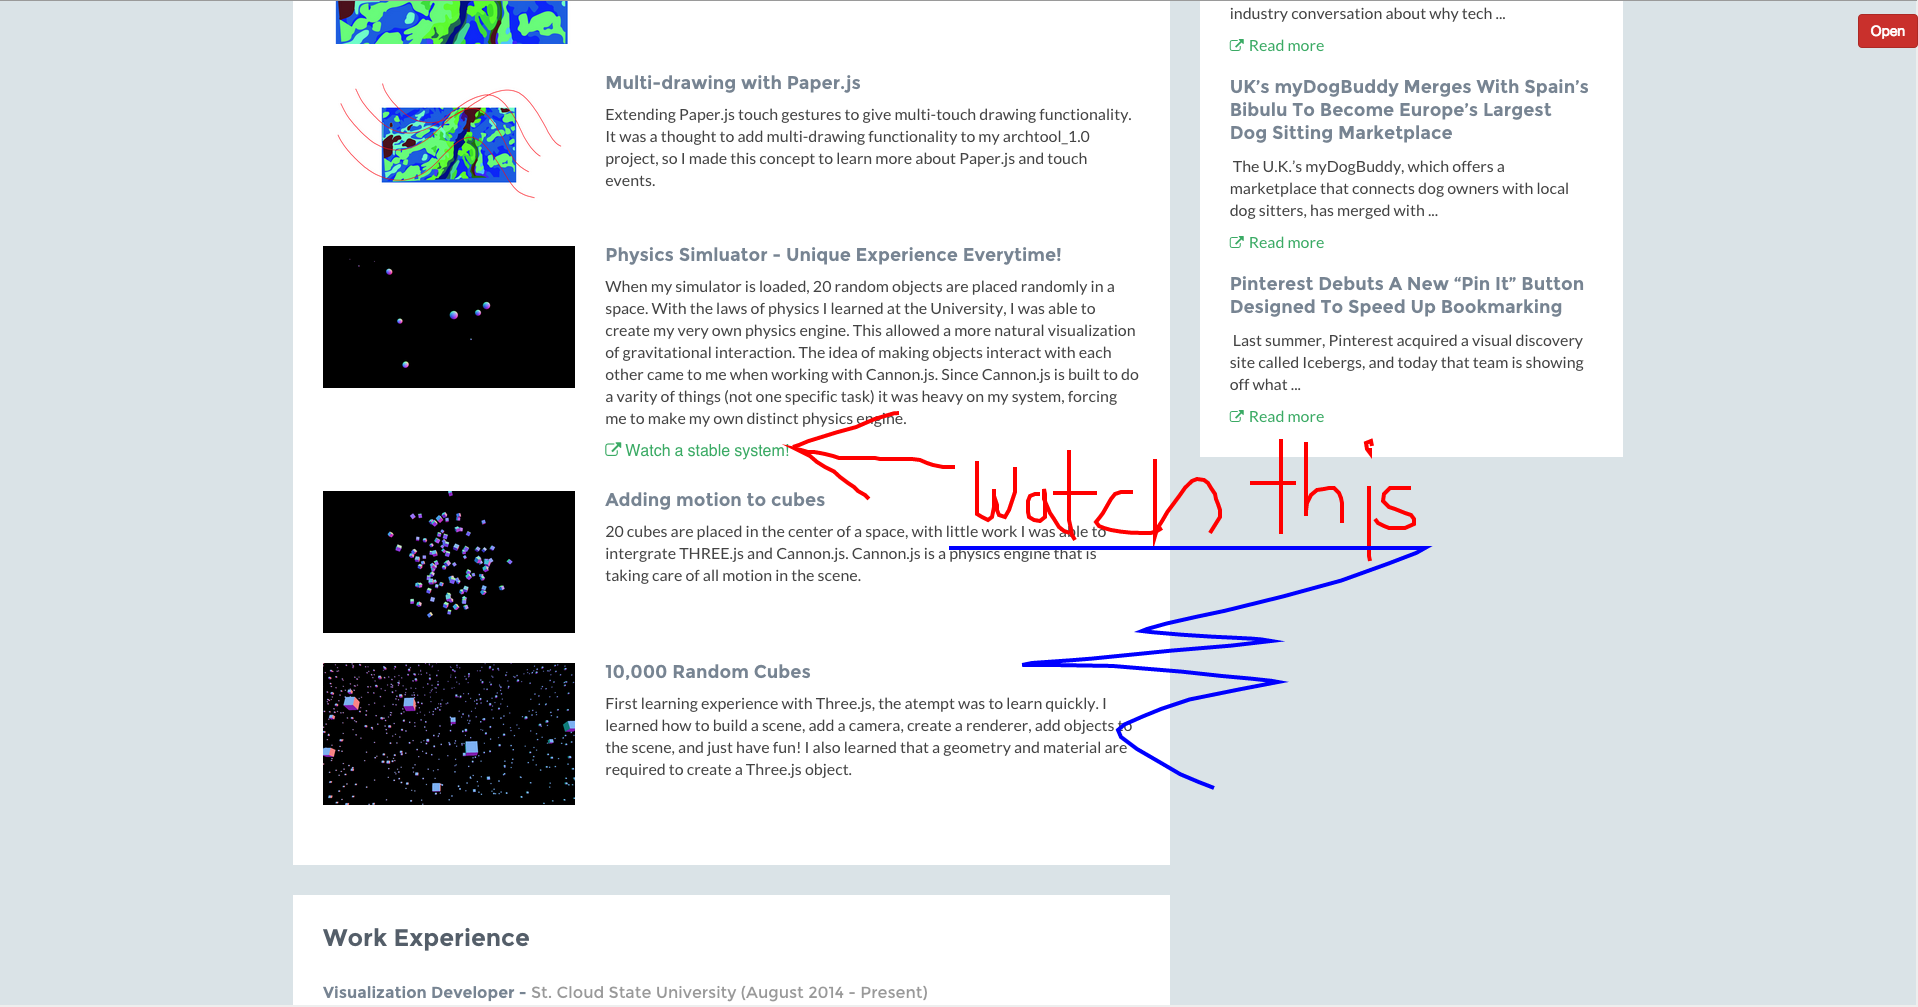 Multi-drawing with Paper.js
Extending Paper.js touch gestures to give multi-touch drawing functionality.
It was a thought to add multi-drawing functionality to my archtool_1.0
project, so I made this concept to learn more about Paper.js and touch
events.
Physics Simluator - Unique Experience Everytime!
When my simulator is loaded, 20 random objects are placed randomly in a
space. With the laws of physics I learned at the University, I was able to
create my very own physics engine. This allowed a more natural visualization
of gravitational interaction. The idea of making objects interact with each
other came to me when working with Cannon.js. Since Cannon.js is built to do
a varity of things (not one specific task) it was heavy on my system, forcing
me to make my own distinct physics engine.
Watch a stable system!
watch this
Adding motion to cubes
20 cubes are placed in the center of a space, with little work I was able to
intergrate THREE.js and Cannon.js. Cannon.js is a physics engine that is
taking care of all motion in the scene.
10,000 Random Cubes
First learning experience with Three.js, the atempt was to learn quickly. I
learned how to build a scene, add a camera, create a renderer, add objects to
the scene, and just have fun! I also learned that a geometry and material are
required to create a Three.js object.
Work Experience
Visualization Developer - St. Cloud State University (August 2014 - Present)
industry conversation about why tech ...
Read more
UK's myDogBuddy Merges With Spain's
Bibulu To Become Europe's Largest
Dog Sitting Marketplace
The U.K.'s myDogBuddy, which offers a
marketplace that connects dog owners with local
dog sitters, has merged with ...
Read more
Pinterest Debuts A New “Pin It” Button
Designed To Speed Up Bookmarking
Last summer, Pinterest acquired a visual discovery
site called Icebergs, and today that team is showing
off what ...
Read more
Open